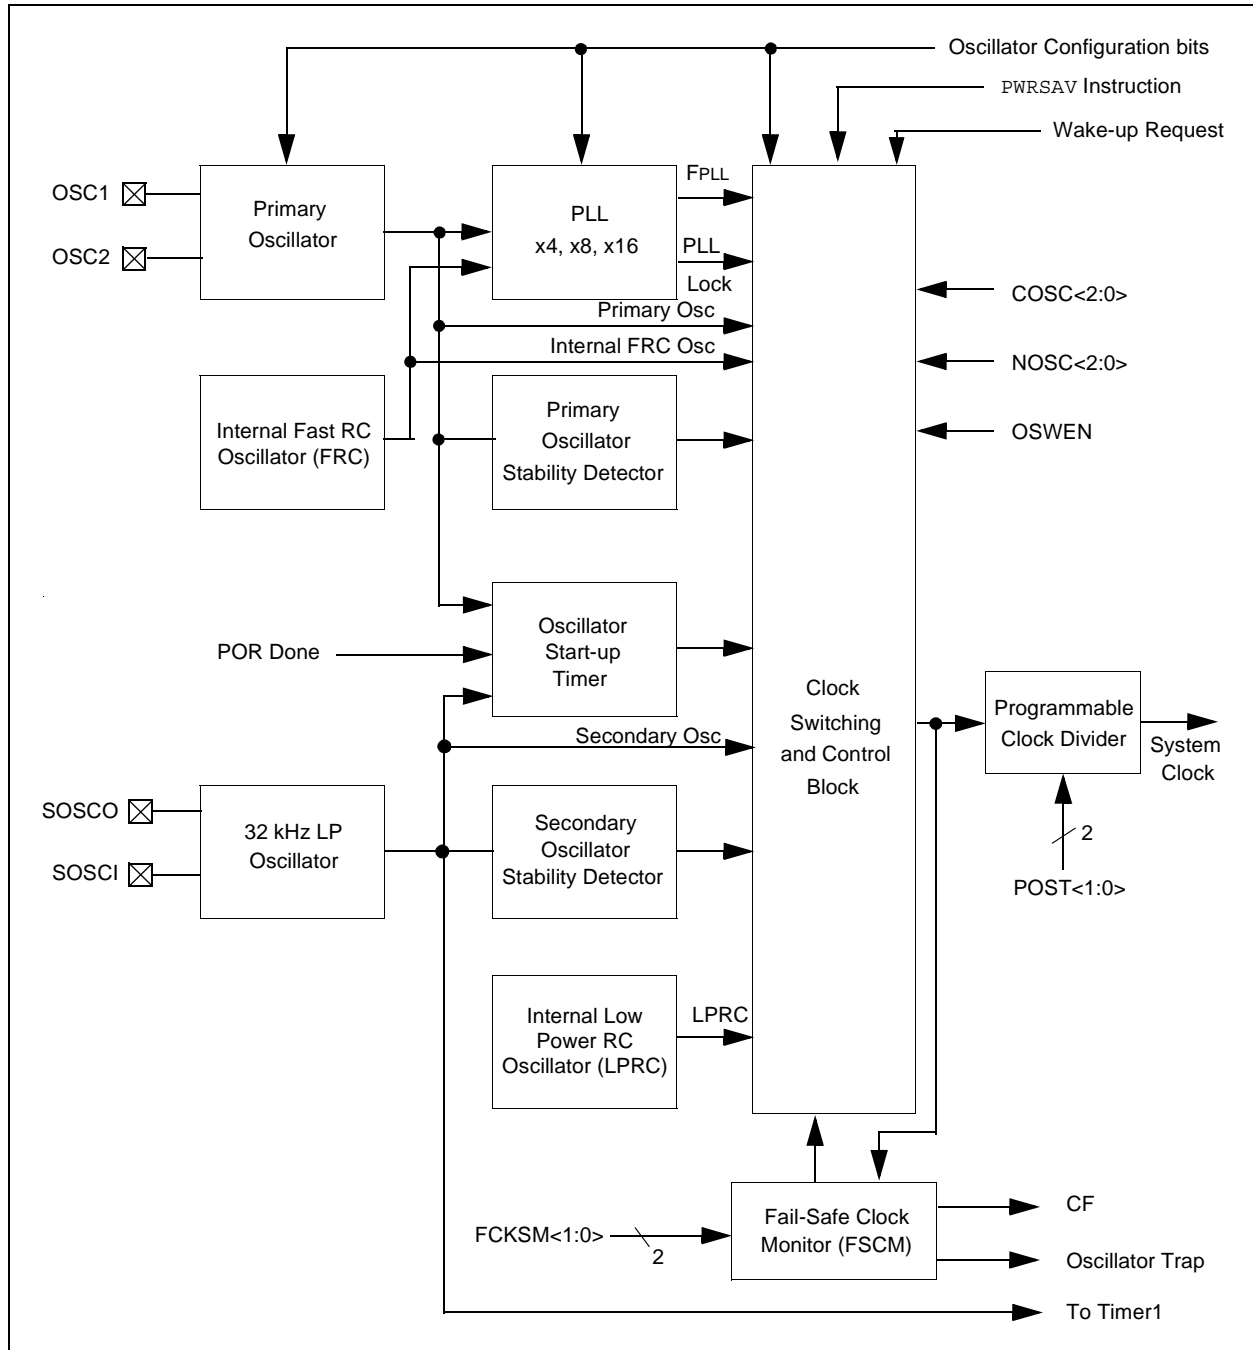 Oscillator Configuration bits
PWRSAV Instruction
Wake-up Request
OSC1
OSC2
Primary
Oscillator
PLL
x4, x8, x16
FPLL
PLL
Lock
Primary Osc
Internal FRC Osc
COSC<2:0>
NOSC<2:0>
OSWEN
Internal Fast RC
Oscillator (FRC)
Primary
Oscillator
Stability Detector
POR Done
Oscillator
Start-up
Timer
Clock
Switching
and Control
Block
Programmable
Clock Divider
System
Clock
2
POST<1:0>
Secondary Osc
SOSCO
SOSCI
32 kHz LP
Oscillator
Secondary
Oscillator
Stability Detector
Internal Low
Power RC
Oscillator (LPRC)
LPRC
FCKSM<1:0>
2
Fail-Safe Clock
Monitor (FSCM)
CF
Oscillator Trap
To Timer1